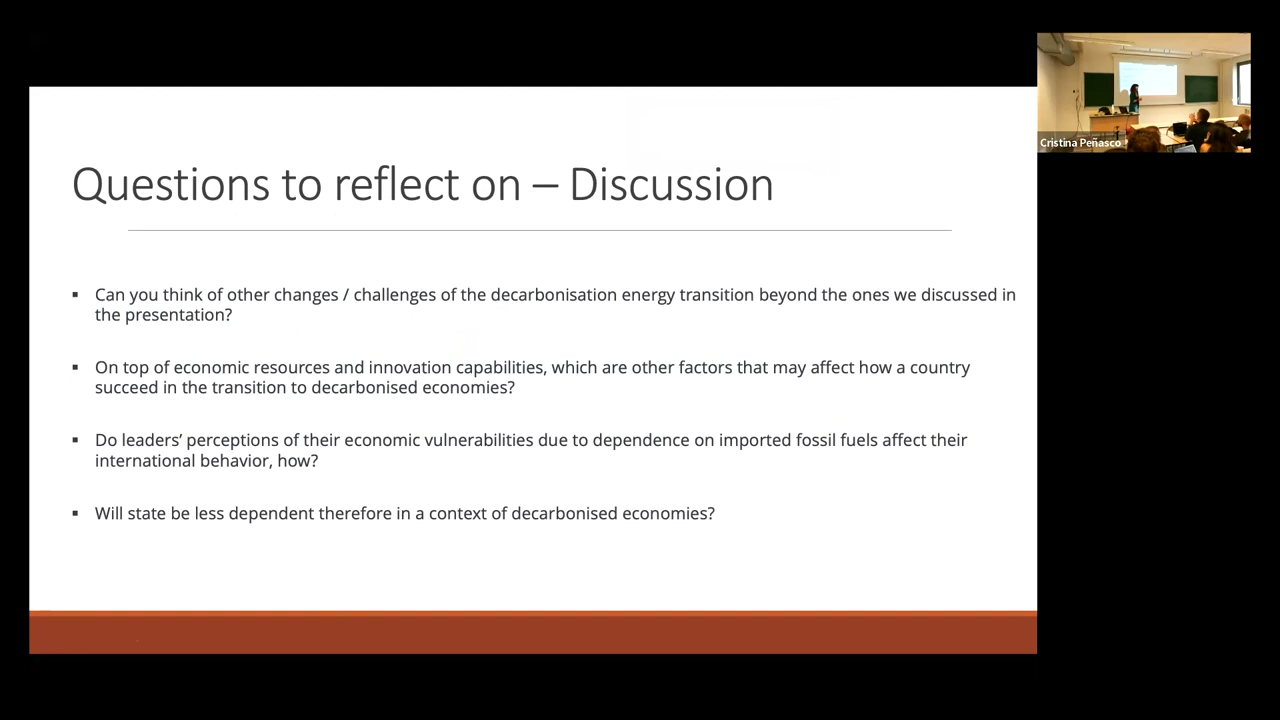 Questions to reflect on – Discussion
▪ Can you think of other changes / challenges of the decarbonisation energy transition beyond the ones we discussed in
the presentation?
▪ On top of economic resources and innovation capabilities, which are other factors that may affect how a country
succeed in the transition to decarbonised economies?
▪ Do leaders’ perceptions of their economic vulnerabilities due to dependence on imported fossil fuels affect their
international behavior, how?
▪ Will state be less dependent therefore in a context of decarbonised economies?
Cristina Peñasco